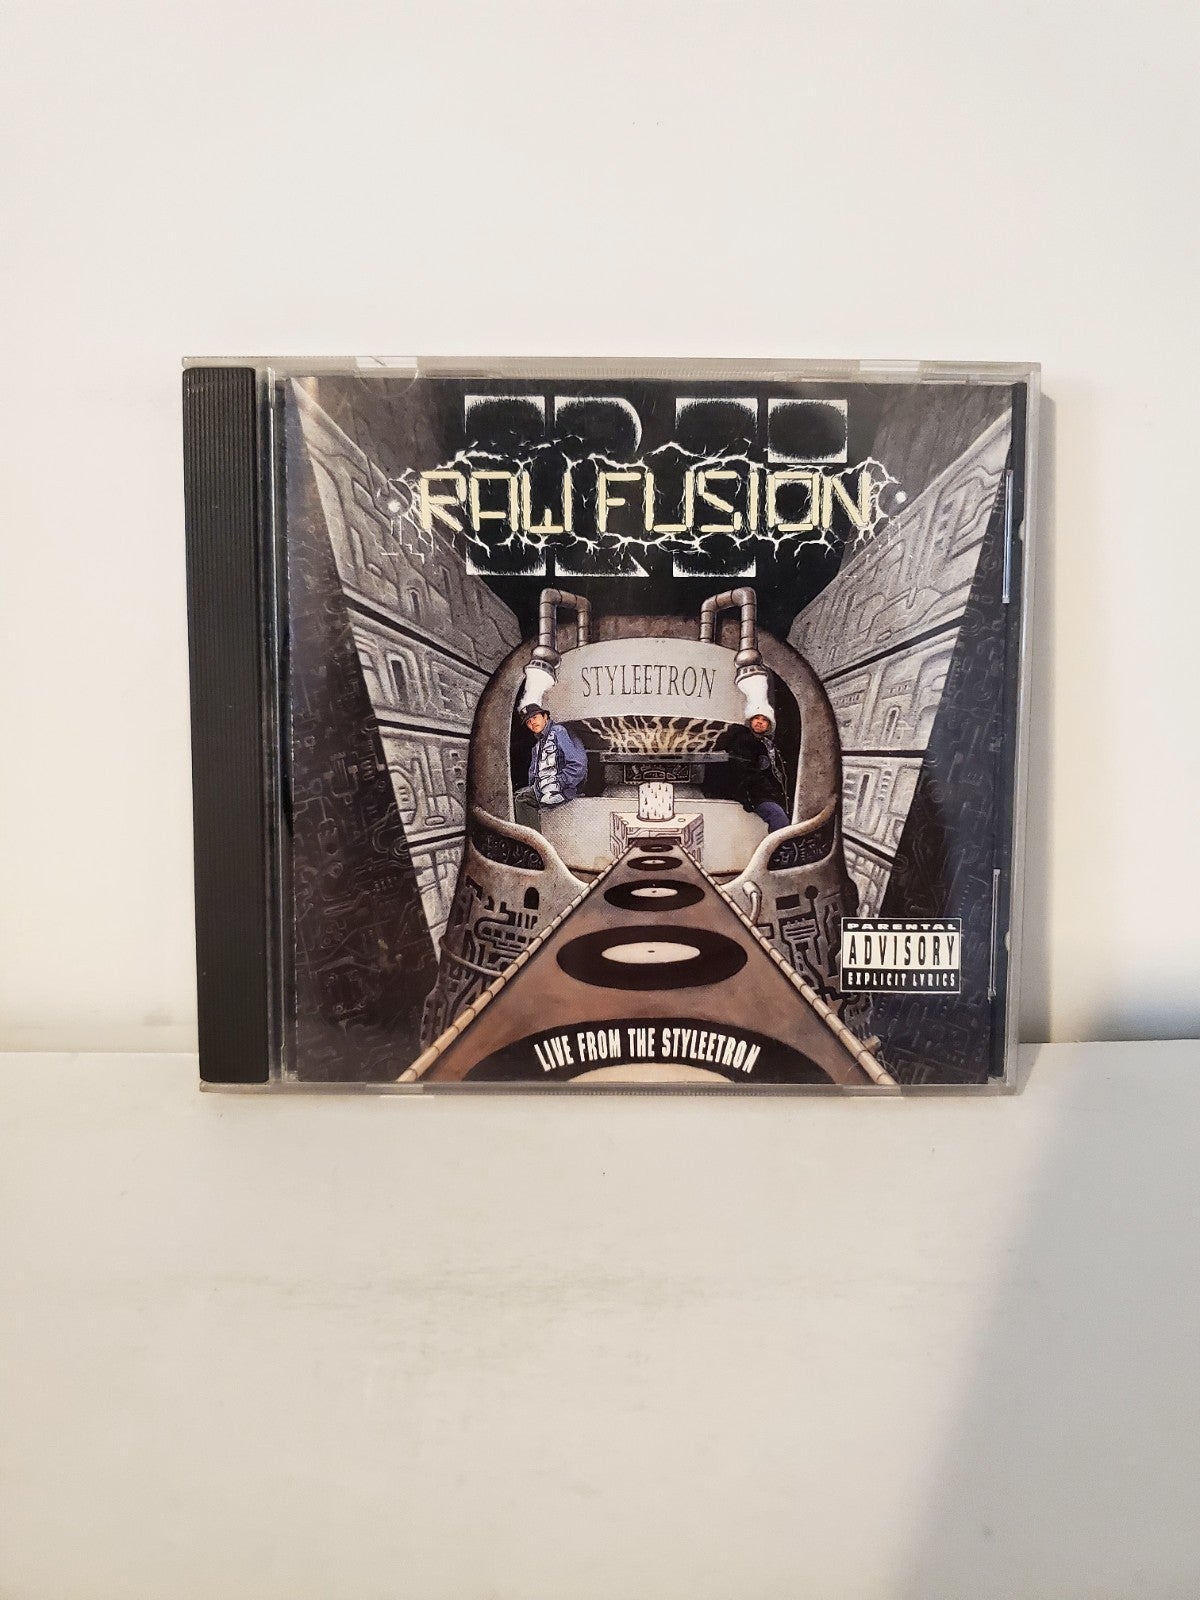 RAW FUSION
STYLEETRON
PARENTAL
ADVISORY
EXPLICIT LYRICS
LIVE FROM THE STYLEETRON